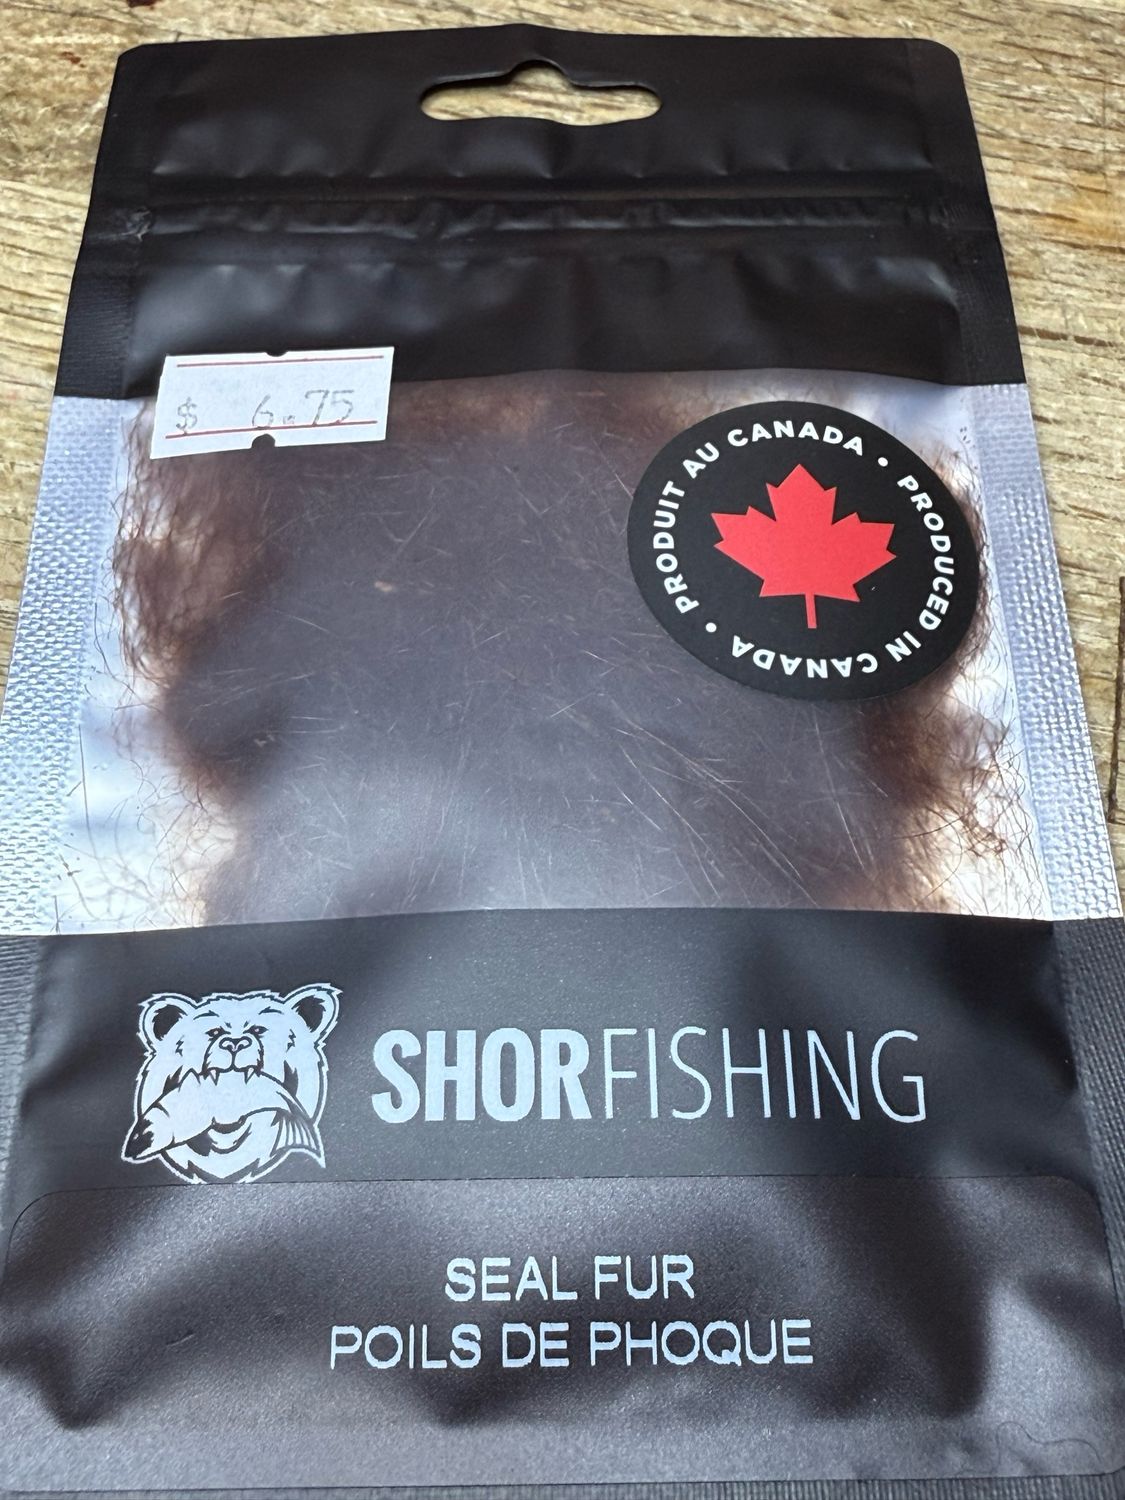 $ 6.75
PRODUIT AU CANADA • PRODUCED IN CANADA •
SHORFISHING
SEAL FUR
POILS DE PHOQUE